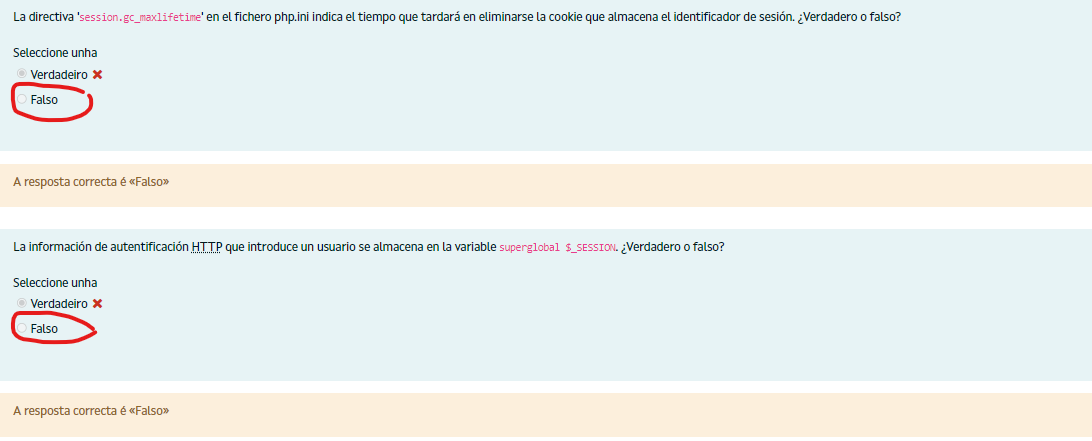 La directiva 'session.gc_maxlifetime' en el fichero php.ini indica el tiempo que tardará en eliminarse la cookie que almacena el identificador de sesión. ¿Verdadero o falso?
Seleccione unha
Verdadeiro ✖
Falso
A resposta correcta é «Falso»
La información de autentificación HTTP que introduce un usuario se almacena en la variable superglobal $_SESSION. ¿Verdadero o falso?
Seleccione unha
Verdadeiro ✖
Falso
A resposta correcta é «Falso»